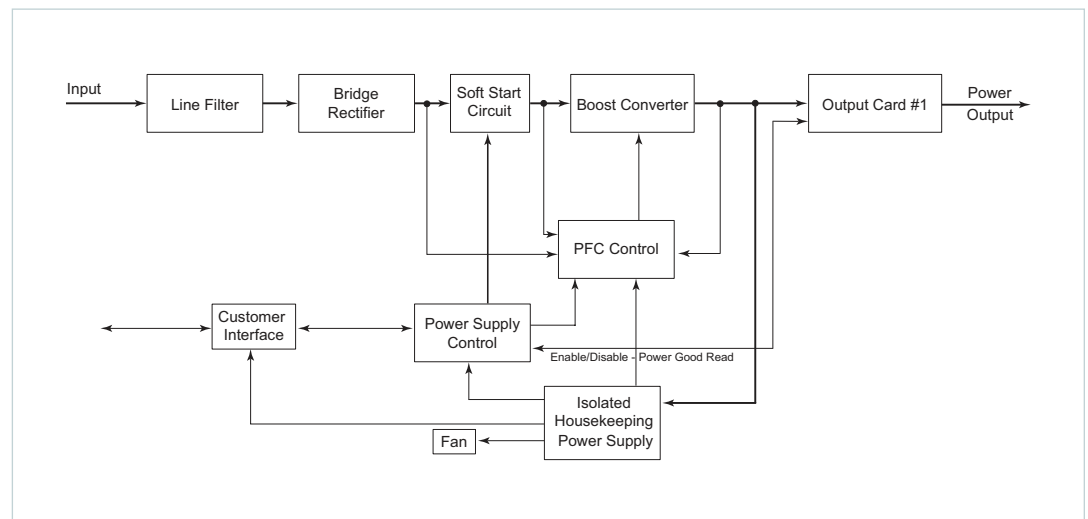 Input
Line Filter
Bridge
Rectifier
Soft Start
Circuit
Boost Converter
Output Card #1
Power
Output
PFC Control
Customer
Interface
Power Supply
Control
Enable/Disable - Power Good Read
Isolated
Housekeeping
Power Supply
Fan